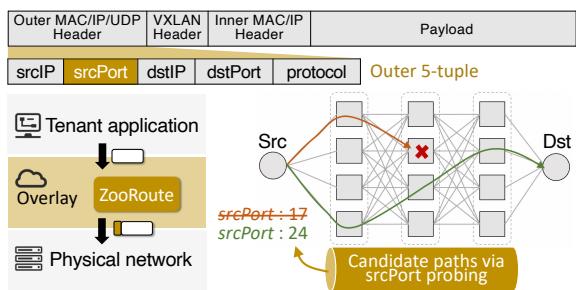 Outer MAC/IP/UDP Header
VXLAN Header
Inner MAC/IP Header
Payload
srcIP srcPort dstIP dstPort protocol Outer 5-tuple
Tenant application
Overlay
ZooRoute
Physical network
Src
Dst
srcPort : 17
srcPort : 24
Candidate paths via
srcPort probing